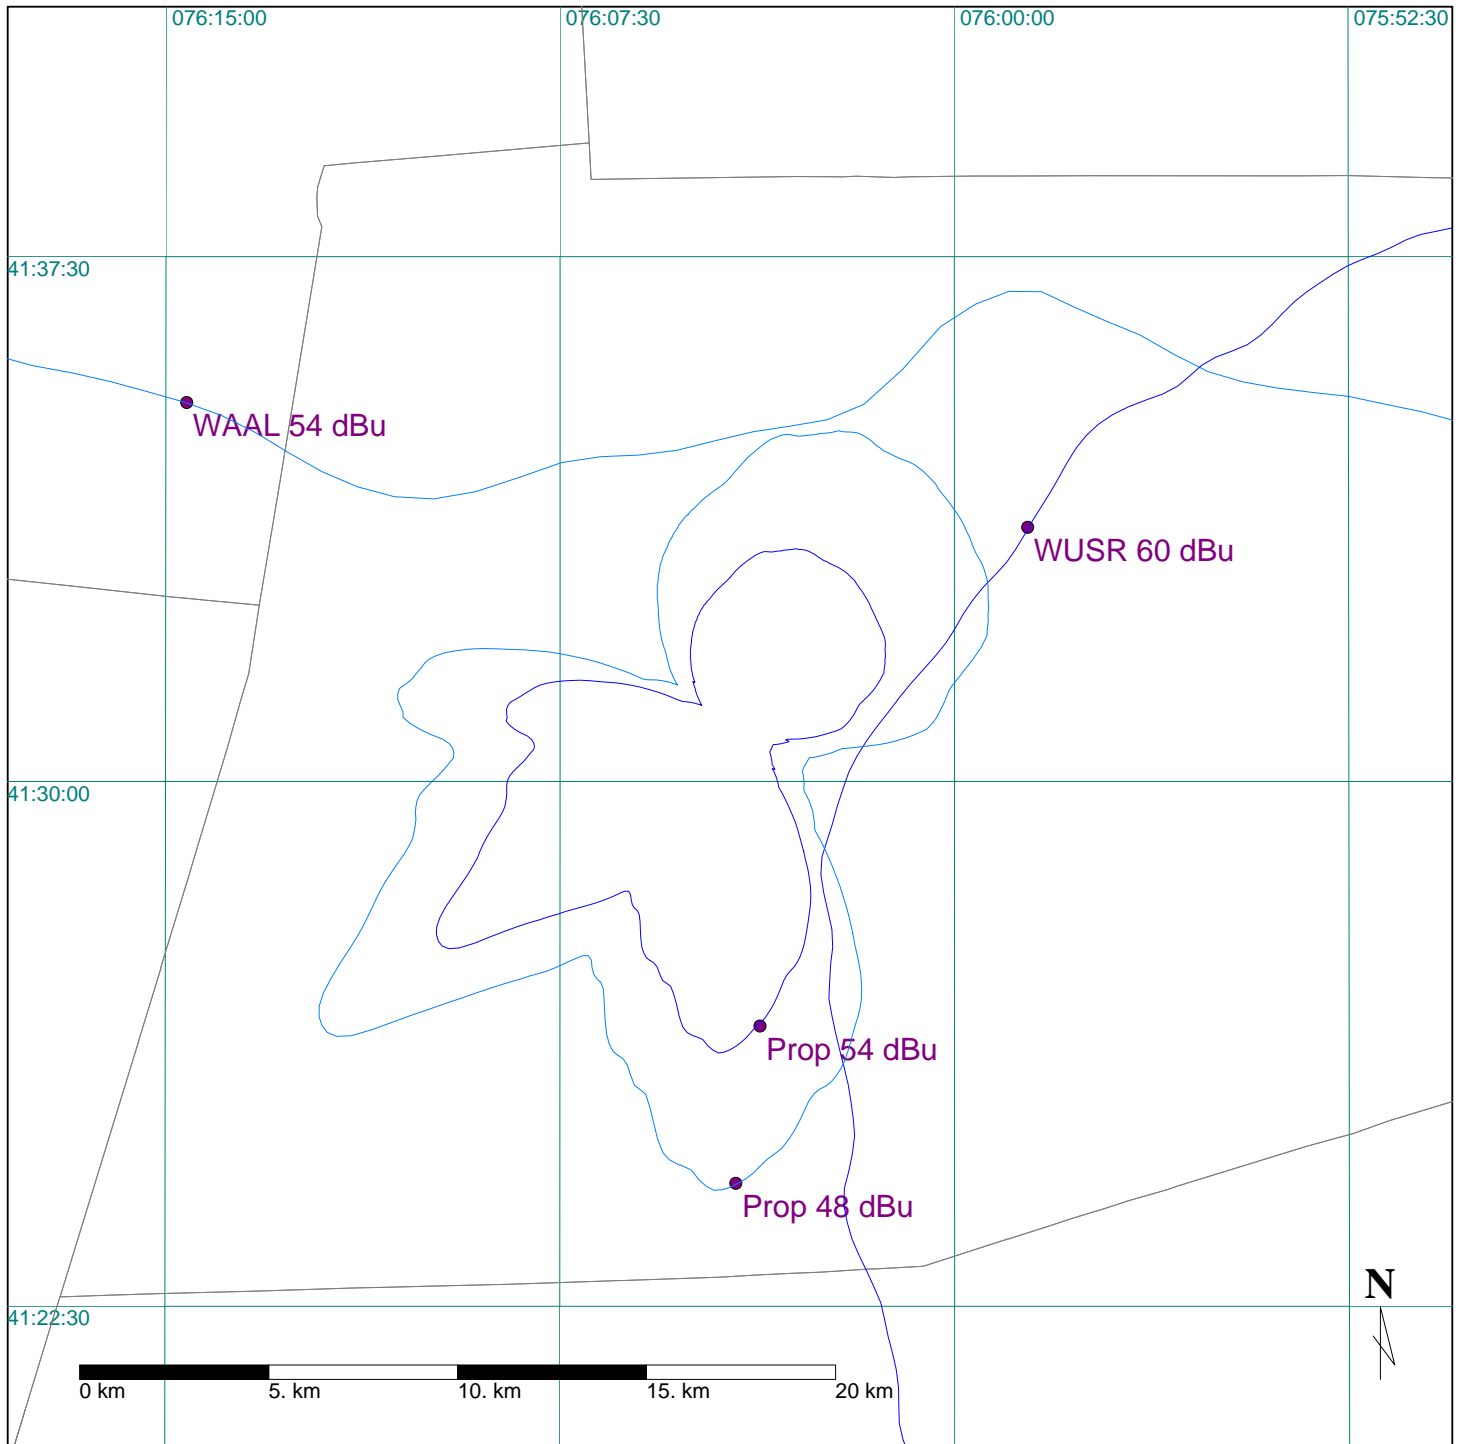 076:15:00
076:07:30
076:00:00
075:52:30
41:37:30
WAAL 54 dBu
WUSR 60 dBu
41:30:00
Prop 54 dBu
Prop 48 dBu
N
41:22:30
0 km
5. km
10. km
15. km
20 km